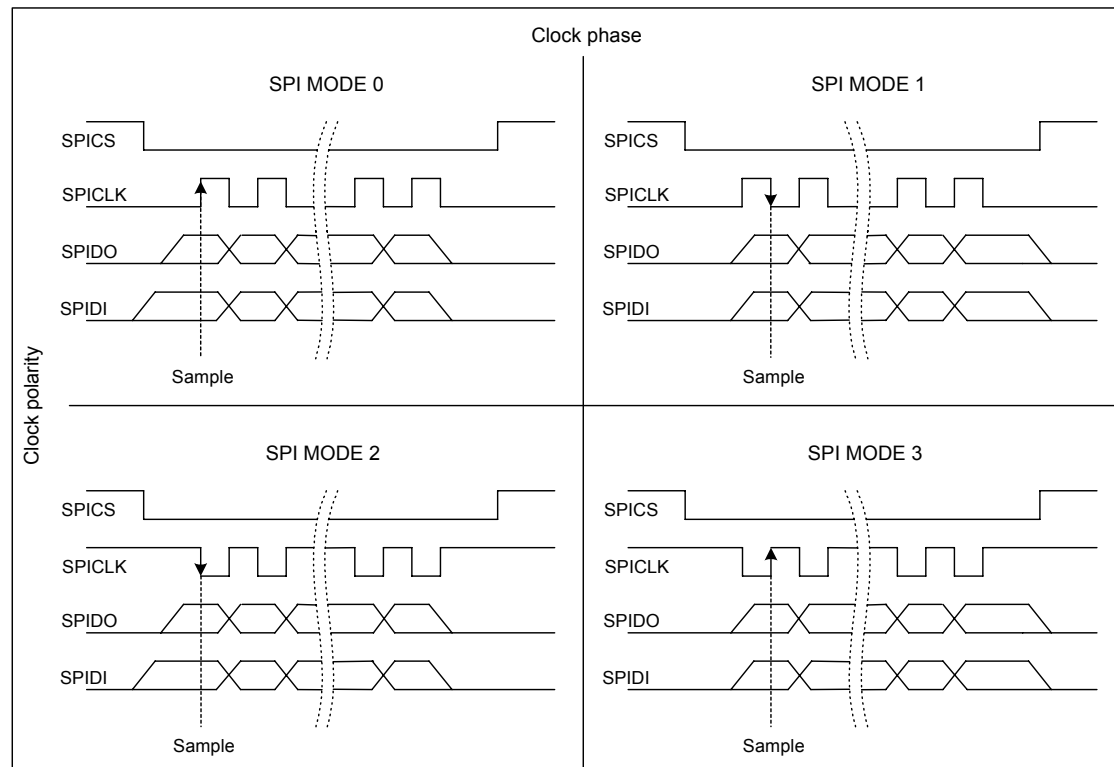 Clock phase
Clock polarity
SPI MODE 0
SPICS
SPICLK
SPIDO
SPIDI
Sample
SPI MODE 1
SPICS
SPICLK
SPIDO
SPIDI
Sample
SPI MODE 2
SPICS
SPICLK
SPIDO
SPIDI
Sample
SPI MODE 3
SPICS
SPICLK
SPIDO
SPIDI
Sample